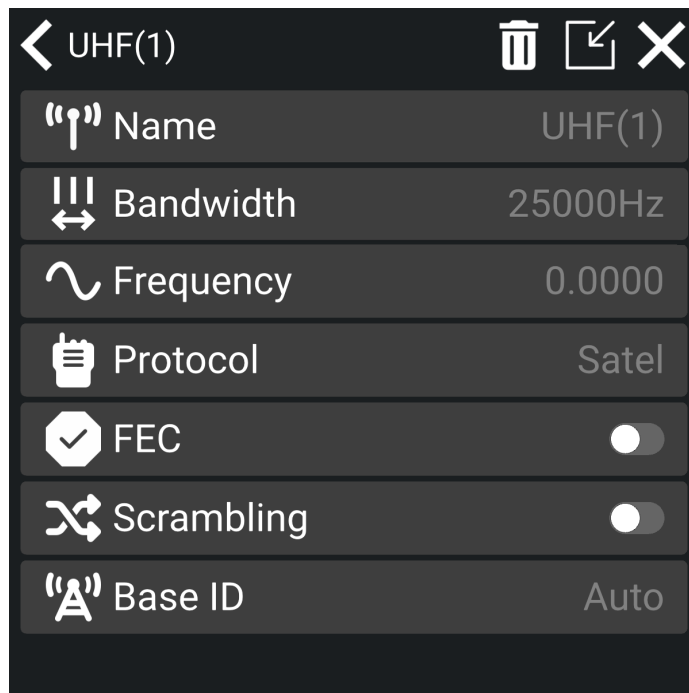 UHF(1)
Name UHF(1)
Bandwidth 25000Hz
Frequency 0.0000
Protocol Satel
FEC
Scrambling
Base ID Auto